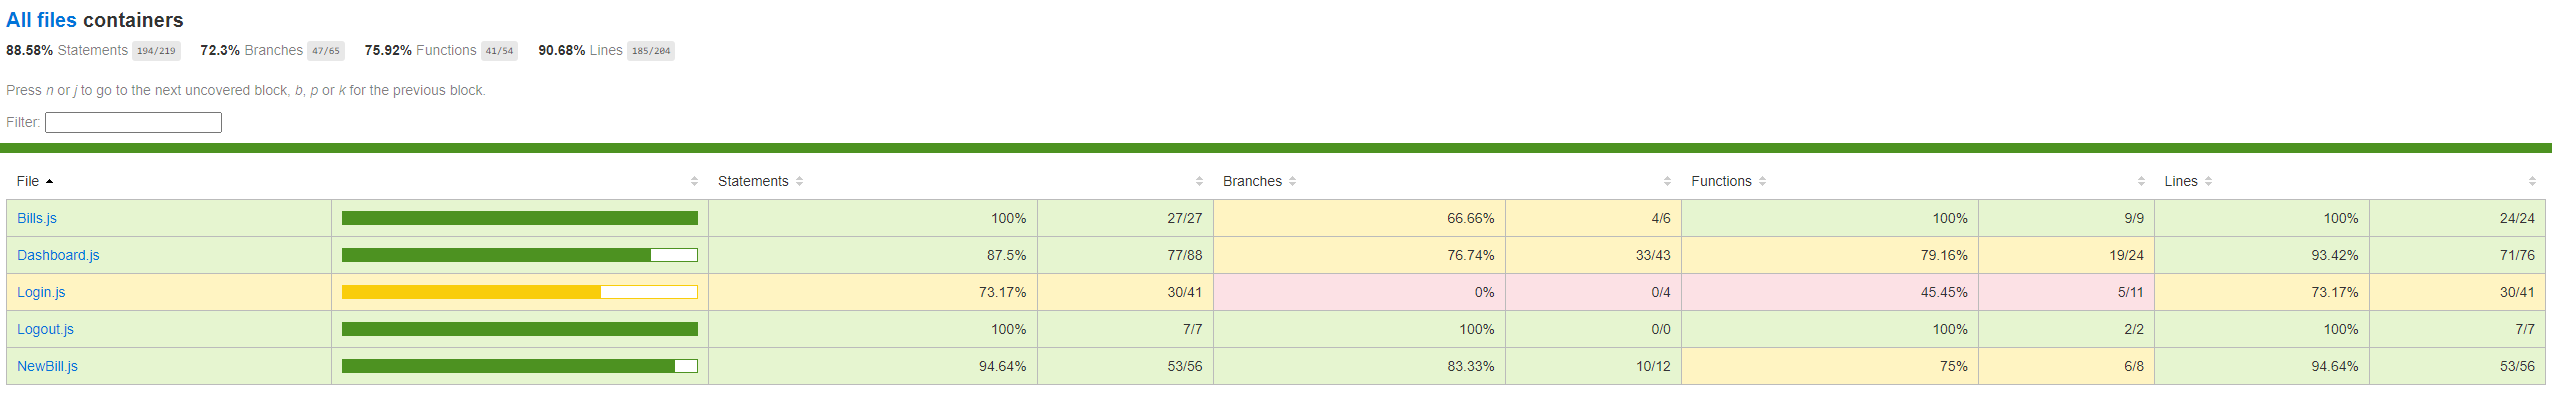 All files containers
88.58% Statements 194/219 72.3% Branches 47/65 75.92% Functions 41/54 90.68% Lines 185/204
Press n or j to go to the next uncovered block, b, p or k for the previous block.
Filter:
File Statements Branches Functions Lines
Bills.js 100% 27/27 66.66% 4/6 100% 9/9 100% 24/24
Dashboard.js 87.5% 77/88 76.74% 33/43 79.16% 19/24 93.42% 71/76
Login.js 73.17% 30/41 0% 0/4 45.45% 5/11 73.17% 30/41
Logout.js 100% 7/7 100% 0/0 100% 2/2 100% 7/7
NewBill.js 94.64% 53/56 83.33% 10/12 75% 6/8 94.64% 53/56